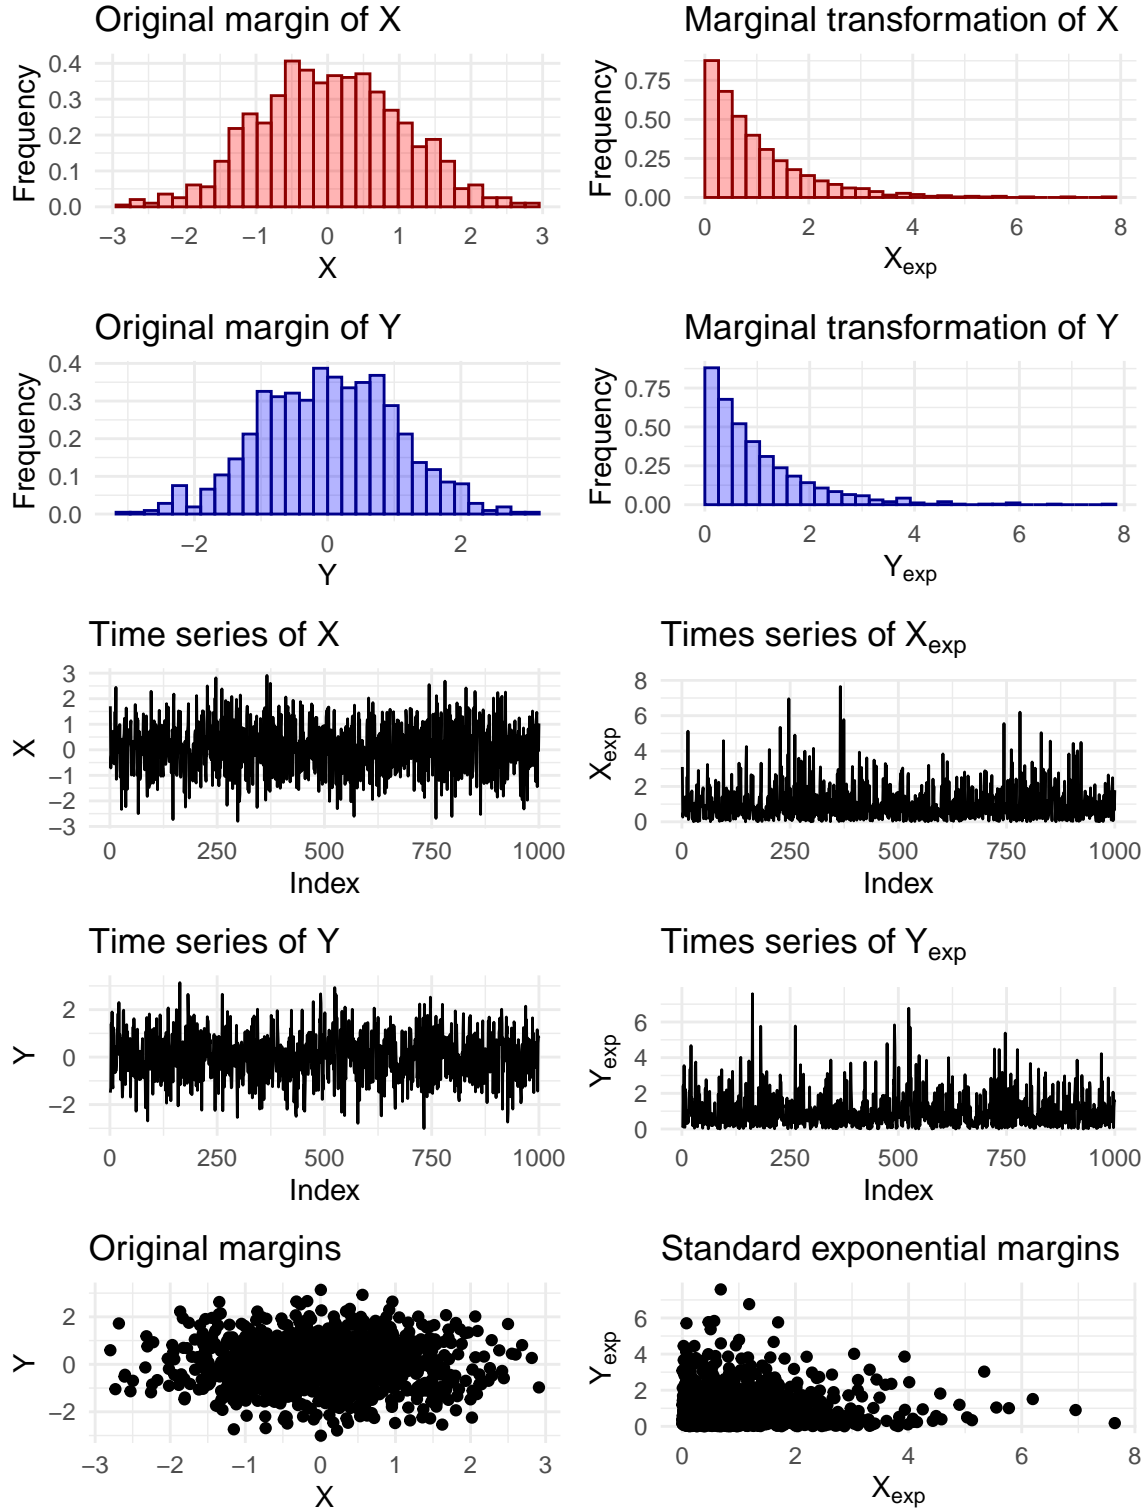 Original margin of X
Frequency
0.4
0.3
0.2
0.1
0.0
−3 −2 −1 0 1 2 3
X
Marginal transformation of X
Frequency
0.75
0.50
0.25
0.00
0 2 4 6 8
Xexp
Original margin of Y
Frequency
0.4
0.3
0.2
0.1
0.0
−2 0 2
Y
Marginal transformation of Y
Frequency
0.75
0.50
0.25
0.00
0 2 4 6 8
Yexp
Time series of X
X
3
2
1
0
−1
−2
−3
0 250 500 750 1000
Index
Times series of Xexp
Xexp
8
6
4
2
0
0 250 500 750 1000
Index
Time series of Y
Y
2
0
−2
0 250 500 750 1000
Index
Times series of Yexp
Yexp
6
4
2
0
0 250 500 750 1000
Index
Original margins
Y
2
0
−2
−3 −2 −1 0 1 2 3
X
Standard exponential margins
Yexp
6
4
2
0
0 2 4 6 8
Xexp